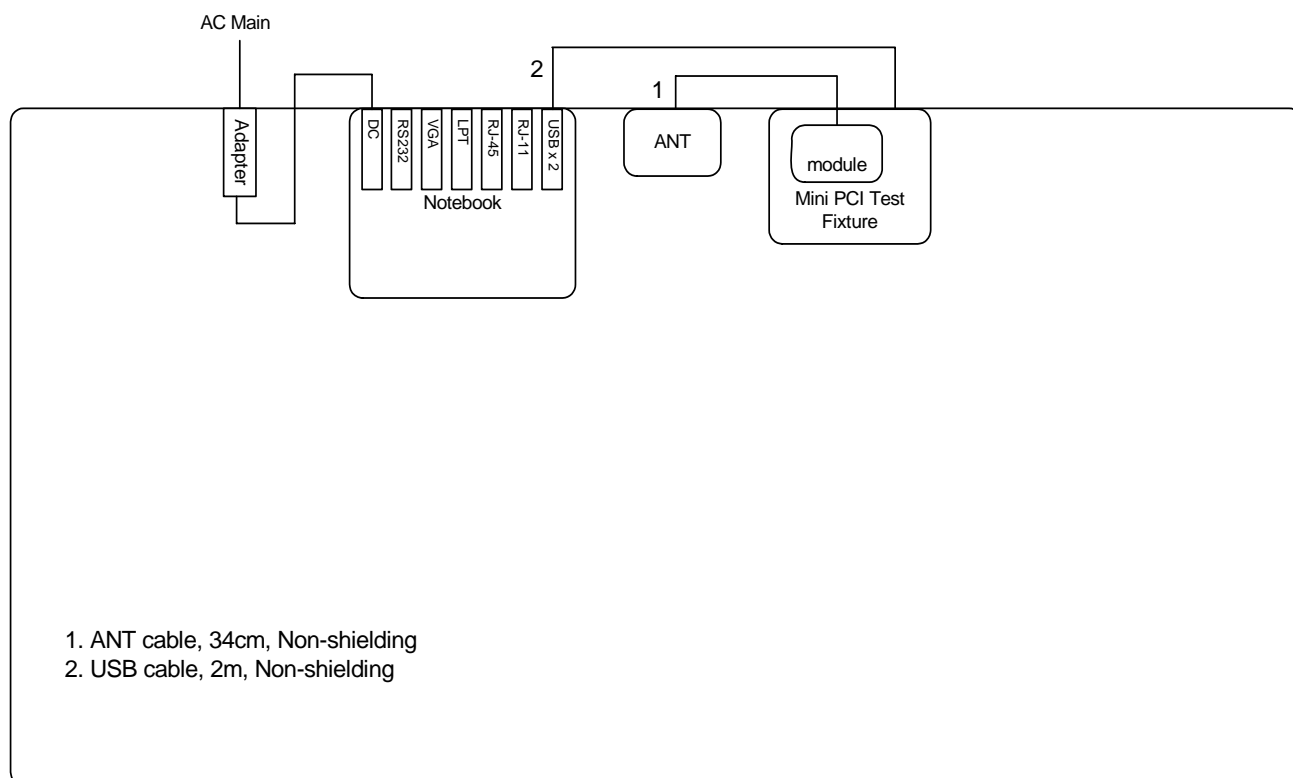 AC Main
2
1
Adapter
DC
RS232
VGA
LPT
RJ-45
RJ-11
USB x 2
Notebook
ANT
module
Mini PCI Test
Fixture
1. ANT cable, 34cm, Non-shielding
2. USB cable, 2m, Non-shielding